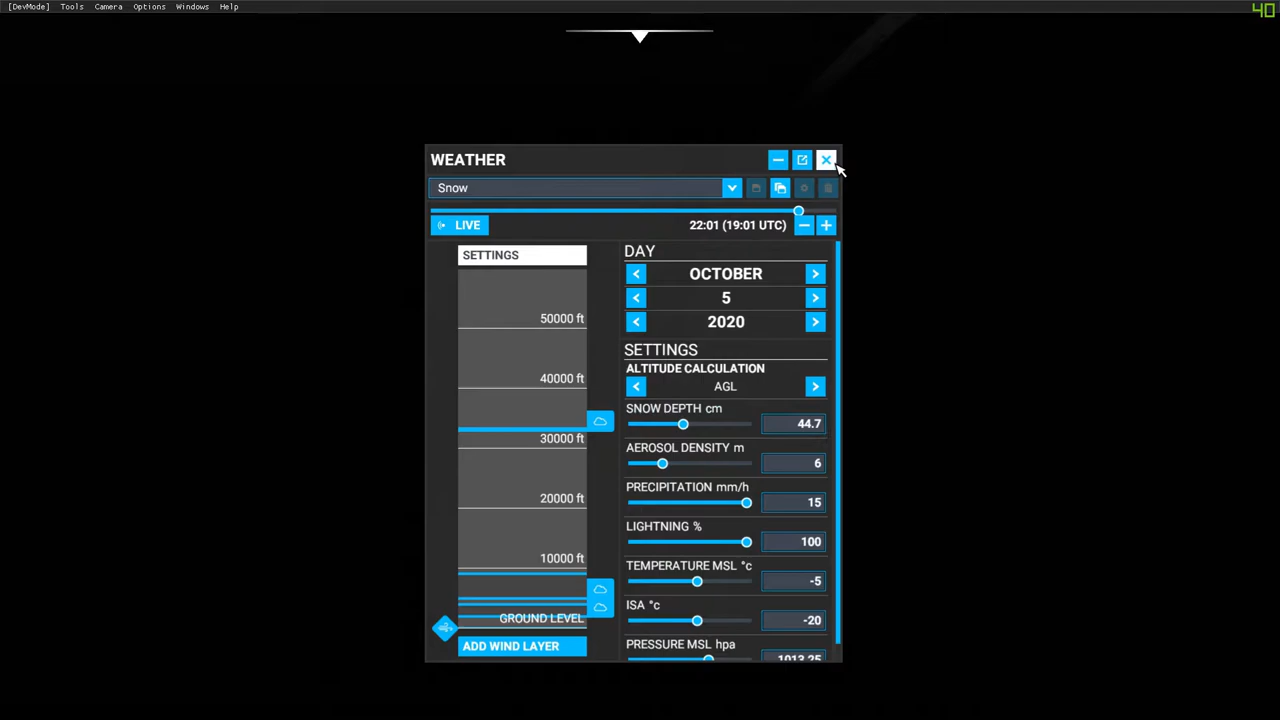 [DevMode] Tools Camera Options Windows Help
40
WEATHER
Snow
LIVE
22:01 (19:01 UTC)
SETTINGS
50000 ft
40000 ft
30000 ft
20000 ft
10000 ft
GROUND LEVEL
ADD WIND LAYER
DAY
OCTOBER
5
2020
SETTINGS
ALTITUDE CALCULATION
AGL
SNOW DEPTH cm
44.7
AEROSOL DENSITY m
6
PRECIPITATION mm/h
15
LIGHTNING %
100
TEMPERATURE MSL °c
-5
ISA °c
-20
PRESSURE MSL hpa
1013.25